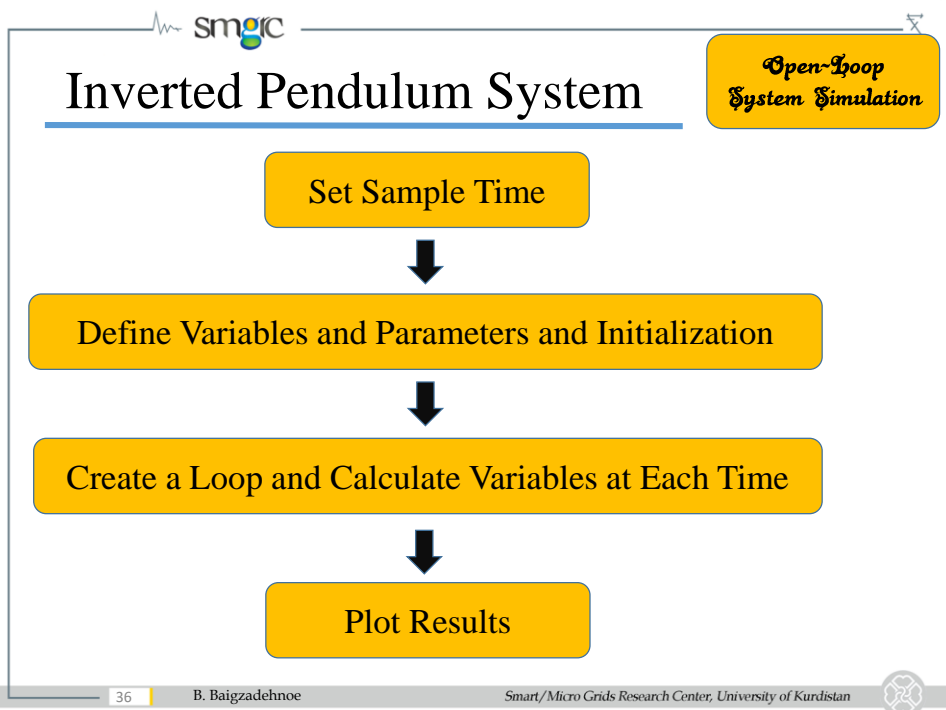 smgrc
Open-Loop
System Simulation
Inverted Pendulum System
Set Sample Time
Define Variables and Parameters and Initialization
Create a Loop and Calculate Variables at Each Time
Plot Results
36
B. Baigzadehnoe
Smart/Micro Grids Research Center, University of Kurdistan